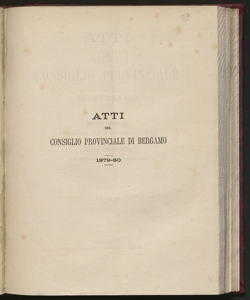 ATTI
DEL
CONSIGLIO PROVINCIALE DI BERGAMO
1879-80